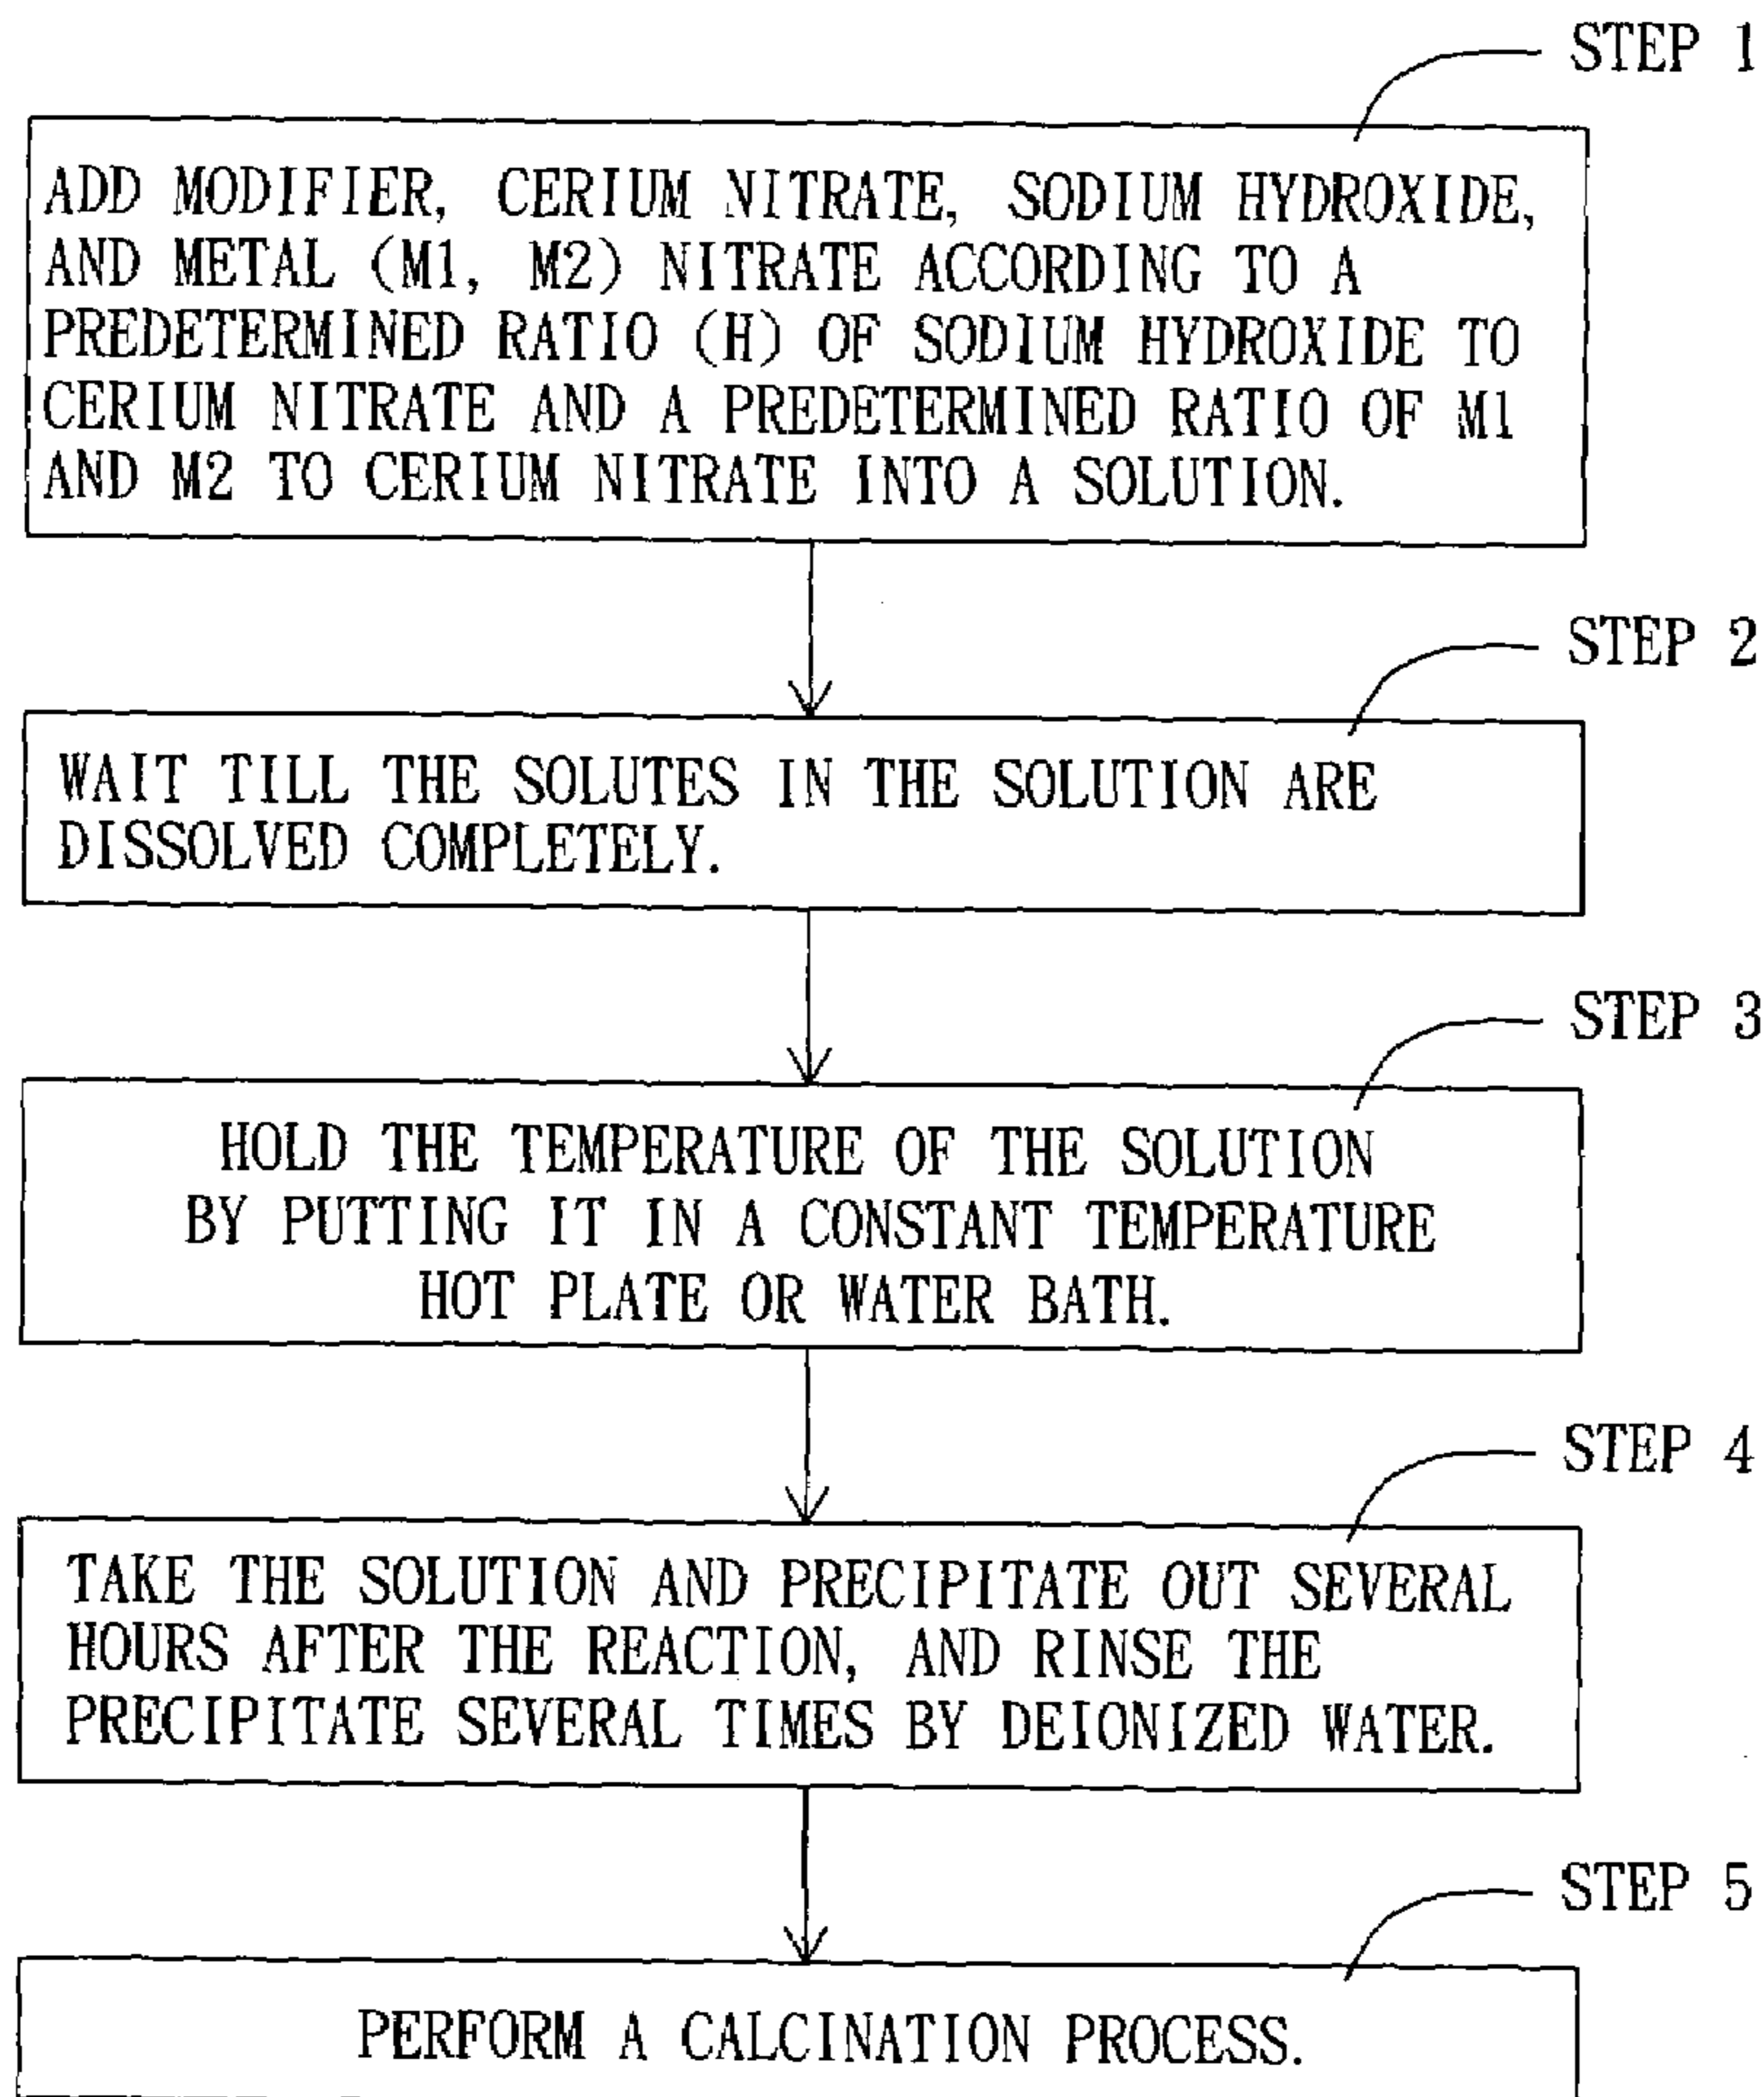 STEP 1
ADD MODIFIER, CERIUM NITRATE, SODIUM HYDROXIDE,
AND METAL (M1, M2) NITRATE ACCORDING TO A
PREDETERMINED RATIO (H) OF SODIUM HYDROXIDE TO
CERIUM NITRATE AND A PREDETERMINED RATIO OF M1
AND M2 TO CERIUM NITRATE INTO A SOLUTION.
STEP 2
WAIT TILL THE SOLUTES IN THE SOLUTION ARE
DISSOLVED COMPLETELY.
STEP 3
HOLD THE TEMPERATURE OF THE SOLUTION
BY PUTTING IT IN A CONSTANT TEMPERATURE
HOT PLATE OR WATER BATH.
STEP 4
TAKE THE SOLUTION AND PRECIPITATE OUT SEVERAL
HOURS AFTER THE REACTION, AND RINSE THE
PRECIPITATE SEVERAL TIMES BY DEIONIZED WATER.
STEP 5
PERFORM A CALCINATION PROCESS.